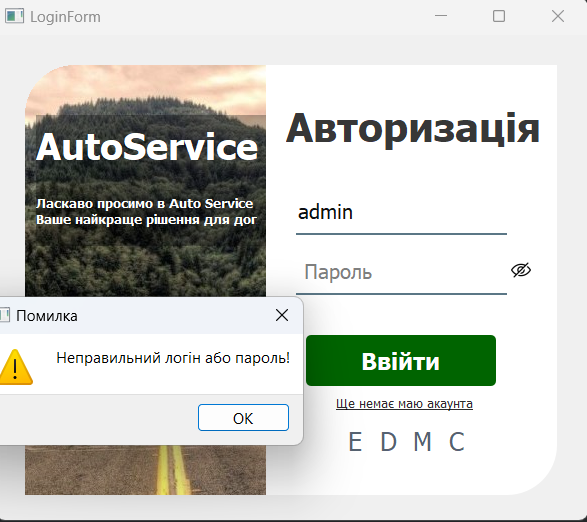 LoginForm
AutoService
Ласкаво просимо в Auto Service
Ваше найкраще рішення для дог
Авторизація
admin
Пароль
Ввійти
Ще немає маю акаунта
E D M C
Помилка
Неправильний логін або пароль!
OK